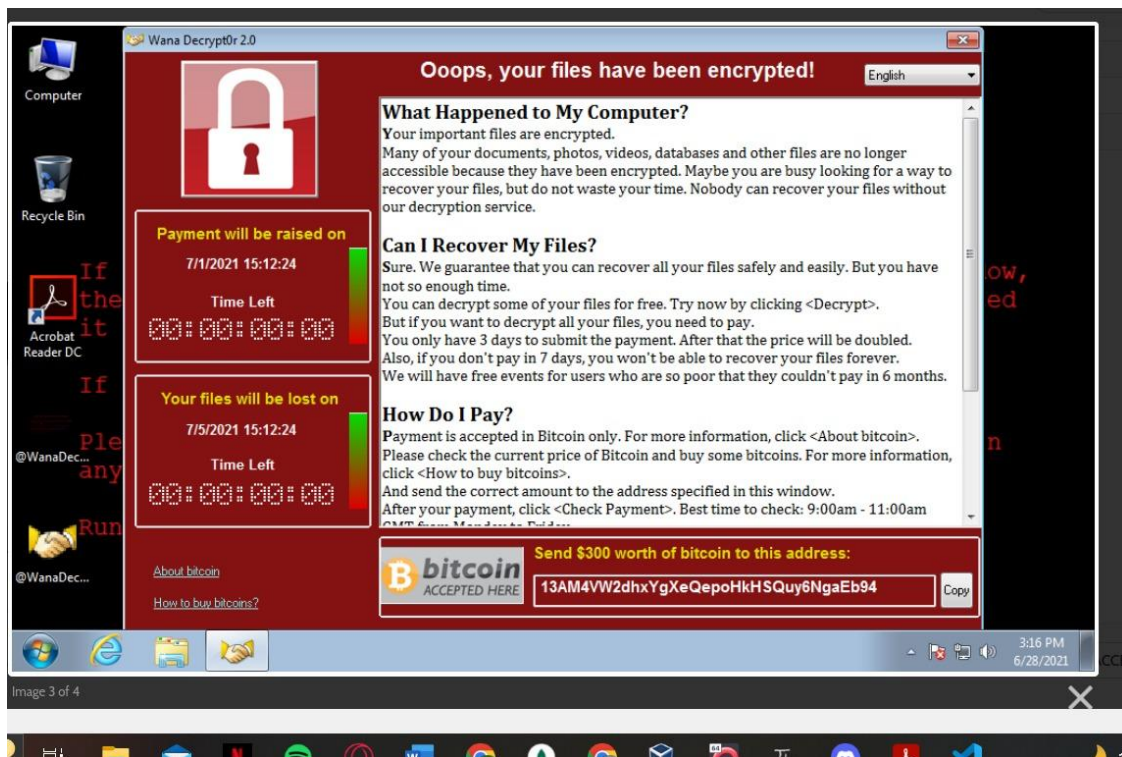 Wana Decrypt0r 2.0
Computer
Recycle Bin
Acrobat
Reader DC
@WanaDec...
@WanaDec...
If
the
it
If
Ple
any
Run
ow,
ed
n
Ooops, your files have been encrypted!
English
Payment will be raised on
7/1/2021 15:12:24
Time Left
00:00:00:00
Your files will be lost on
7/5/2021 15:12:24
Time Left
00:00:00:00
About bitcoin
How to buy bitcoins?
What Happened to My Computer?
Your important files are encrypted.
Many of your documents, photos, videos, databases and other files are no longer
accessible because they have been encrypted. Maybe you are busy looking for a way to
recover your files, but do not waste your time. Nobody can recover your files without
our decryption service.
Can I Recover My Files?
Sure. We guarantee that you can recover all your files safely and easily. But you have
not so enough time.
You can decrypt some of your files for free. Try now by clicking <Decrypt>.
But if you want to decrypt all your files, you need to pay.
You only have 3 days to submit the payment. After that the price will be doubled.
Also, if you don't pay in 7 days, you won't be able to recover your files forever.
We will have free events for users who are so poor that they couldn't pay in 6 months.
How Do I Pay?
Payment is accepted in Bitcoin only. For more information, click <About bitcoin>.
Please check the current price of Bitcoin and buy some bitcoins. For more information,
click <How to buy bitcoins>.
And send the correct amount to the address specified in this window.
After your payment, click <Check Payment>. Best time to check: 9:00am - 11:00am
GMT from Monday to Friday
bitcoin
ACCEPTED HERE
Send $300 worth of bitcoin to this address:
13AM4VW2dhxYgXeQepoHkHSQuy6NgaEb94
Copy
3:16 PM
6/28/2021
Image 3 of 4